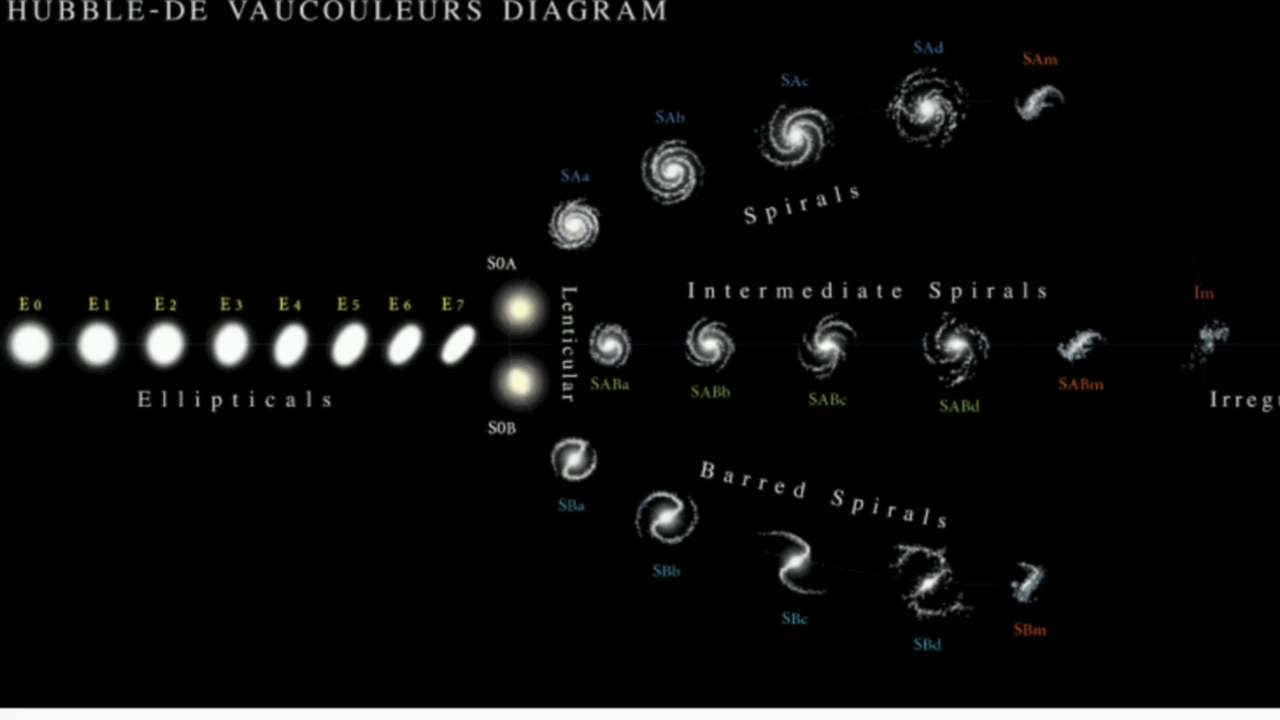 HUBBLE-DE VAUCOULEURS DIAGRAM
SAd
SAm
SAc
SAb
SAa
Spirals
S0A
E0 E1 E2 E3 E4 E5 E6 E7
Lenticular
Intermediate Spirals
Im
SABa
SABb
SABc
SABd
SABm
Ellipticals
Irregu
S0B
Barred Spirals
SBa
SBb
SBc
SBd
SBm